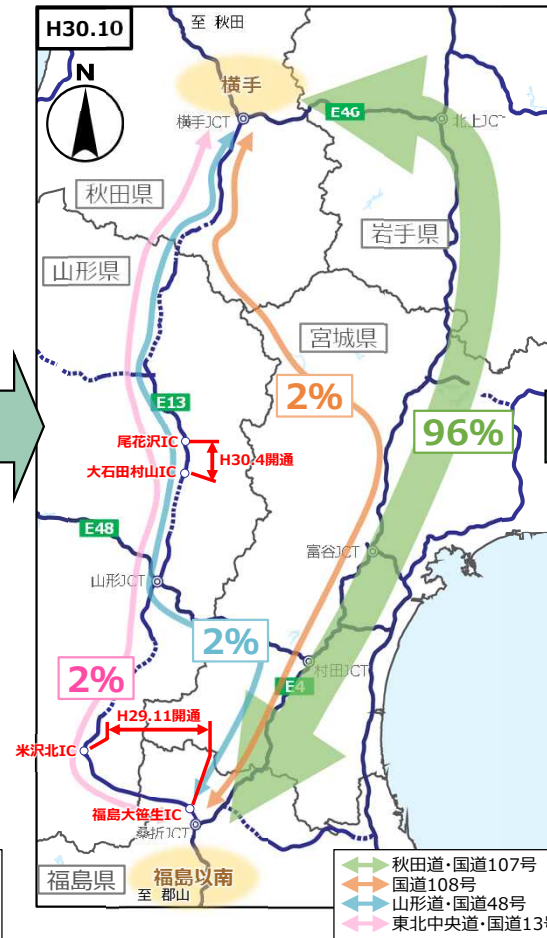 H30.10
至 秋田
N
横手
横手JCT
E46
北上JC
秋田県
岩手県
山形県
宮城県
2%
E13
96%
尾花沢IC
H30.4開通
大石田村山IC
E48
富谷JCT
山形JCT
2%
村田JCT
2%
E4
H29.11開通
米沢北IC
福島大笹生IC
桑折JCT
福島県
福島以南
至 郡山
秋田道・国道107号
国道108号
山形道・国道48号
東北中央道・国道13号